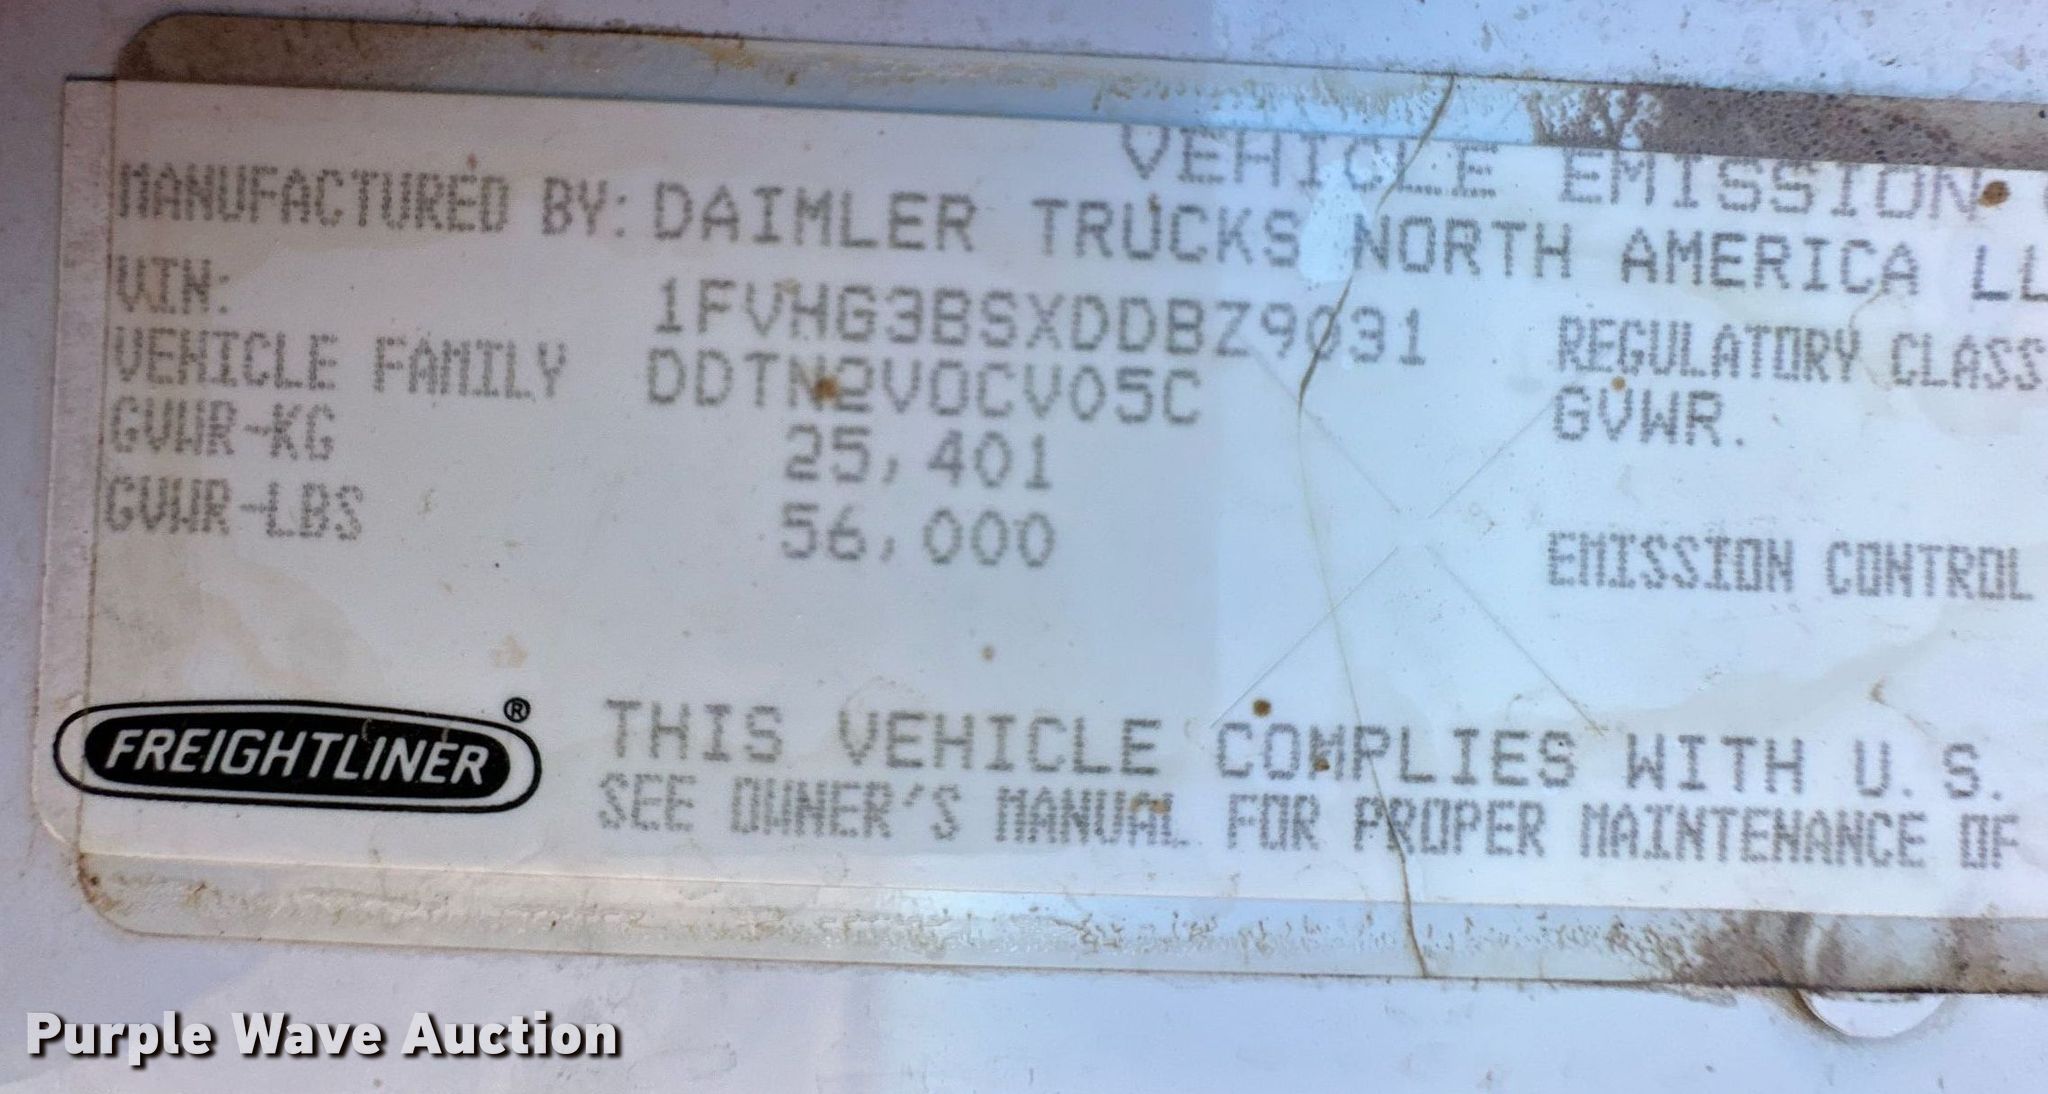 VEHICLE EMISSION
MANUFACTURED BY: DAIMLER TRUCKS NORTH AMERICA LL
VIN: 1FVHG3BSXDDBZ9031
VEHICLE FAMILY DDTN2VOCV05C REGULATORY CLASS
GVWR-KG 25,401 GVWR.
GVWR-LBS 56,000
EMISSION CONTROL
FREIGHTLINER®
THIS VEHICLE COMPLIES WITH U.S.
SEE OWNER'S MANUAL FOR PROPER MAINTENANCE OF
Purple Wave Auction